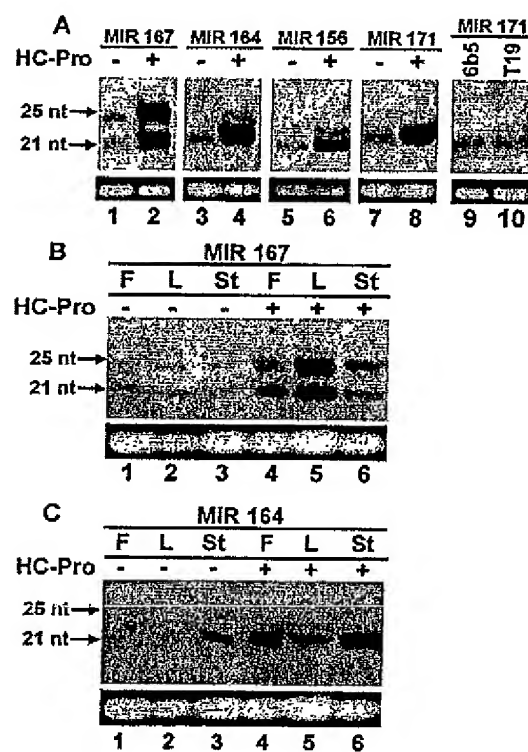 A
MIR 167 MIR 164 MIR 156 MIR 171 MIR 171
HC-Pro - + - + - + - + 6b5 T19
25 nt
21 nt
1 2 3 4 5 6 7 8 9 10
B
MIR 167
F L St F L St
HC-Pro - - - + + +
25 nt
21 nt
1 2 3 4 5 6
C
MIR 164
F L St F L St
HC-Pro - - - + + +
25 nt
21 nt
1 2 3 4 5 6